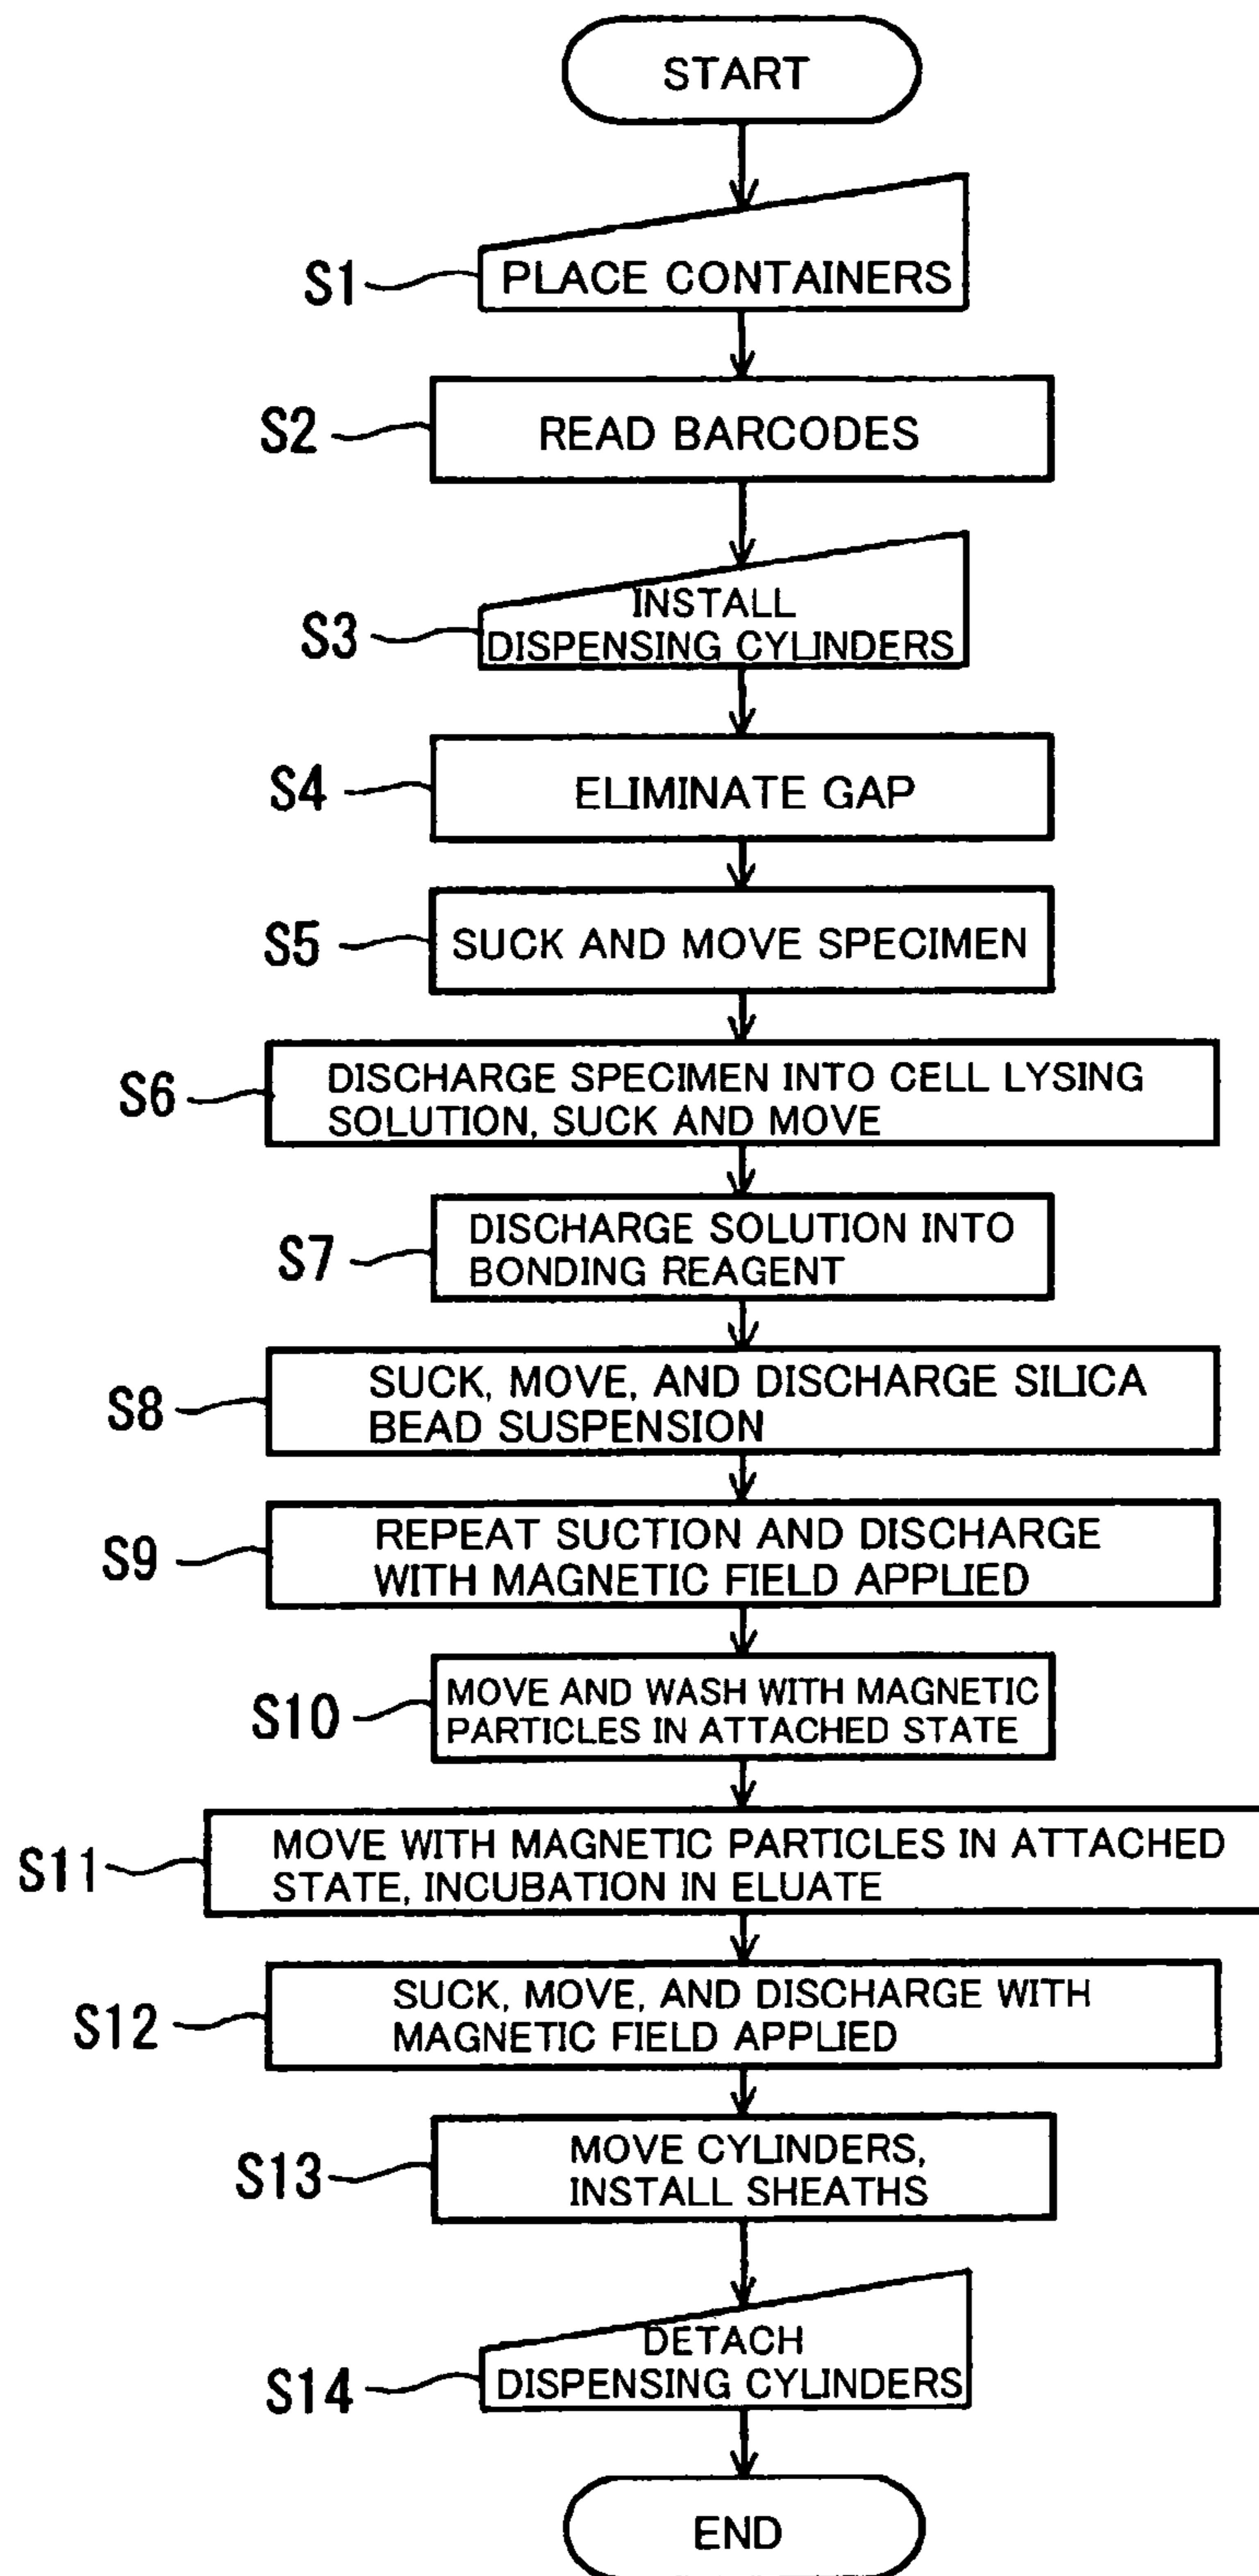 START
S1
PLACE CONTAINERS
S2
READ BARCODES
S3
INSTALL
DISPENSING CYLINDERS
S4
ELIMINATE GAP
S5
SUCK AND MOVE SPECIMEN
S6
DISCHARGE SPECIMEN INTO CELL LYSING
SOLUTION, SUCK AND MOVE
S7
DISCHARGE SOLUTION INTO
BONDING REAGENT
S8
SUCK, MOVE, AND DISCHARGE SILICA
BEAD SUSPENSION
S9
REPEAT SUCTION AND DISCHARGE
WITH MAGNETIC FIELD APPLIED
S10
MOVE AND WASH WITH MAGNETIC
PARTICLES IN ATTACHED STATE
S11
MOVE WITH MAGNETIC PARTICLES IN ATTACHED
STATE, INCUBATION IN ELUATE
S12
SUCK, MOVE, AND DISCHARGE WITH
MAGNETIC FIELD APPLIED
S13
MOVE CYLINDERS,
INSTALL SHEATHS
S14
DETACH
DISPENSING CYLINDERS
END